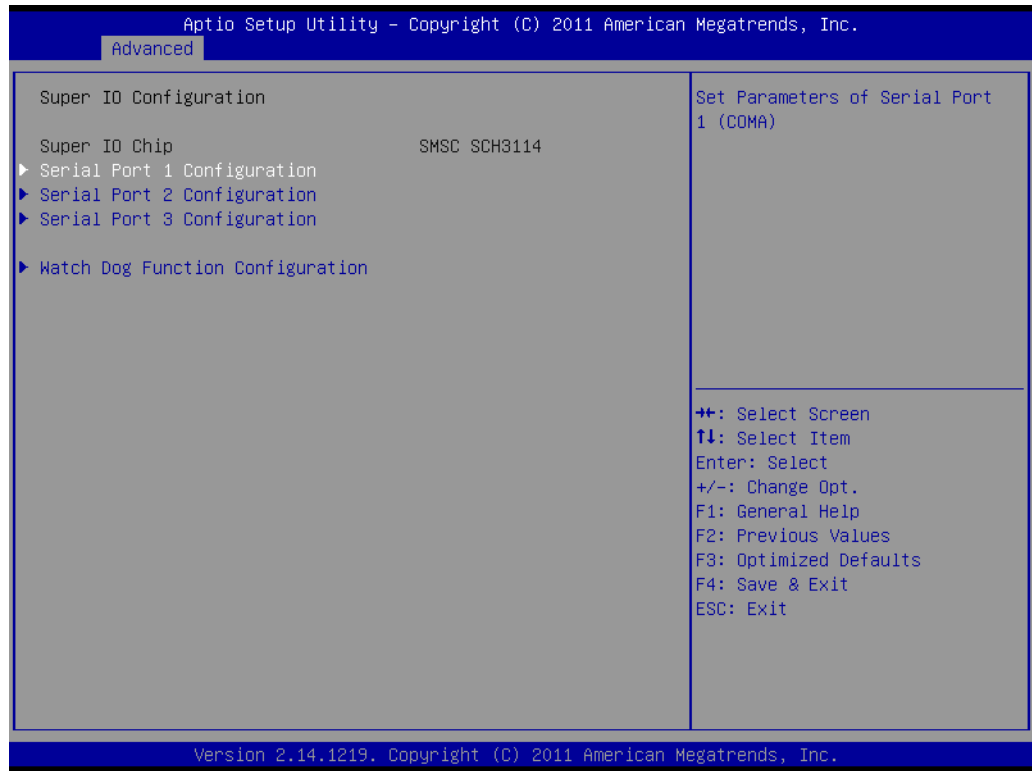 Aptio Setup Utility – Copyright (C) 2011 American Megatrends, Inc.
Advanced
Super IO Configuration
Super IO Chip SMSC SCH3114
▶ Serial Port 1 Configuration
▶ Serial Port 2 Configuration
▶ Serial Port 3 Configuration
▶ Watch Dog Function Configuration
Set Parameters of Serial Port
1 (COMA)
→←: Select Screen
↑↓: Select Item
Enter: Select
+/-: Change Opt.
F1: General Help
F2: Previous Values
F3: Optimized Defaults
F4: Save & Exit
ESC: Exit
Version 2.14.1219. Copyright (C) 2011 American Megatrends, Inc.